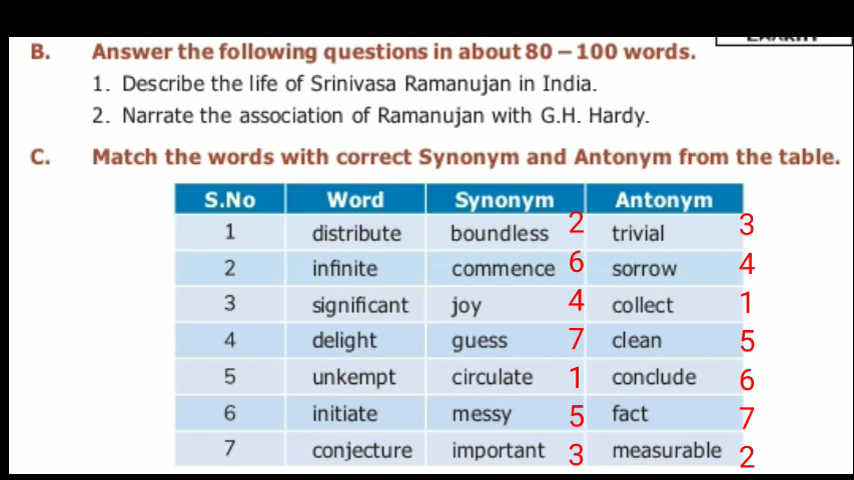 B. Answer the following questions in about 80 – 100 words.
1. Describe the life of Srinivasa Ramanujan in India.
2. Narrate the association of Ramanujan with G.H. Hardy.
C. Match the words with correct Synonym and Antonym from the table.
S.No Word Synonym Antonym
1 distribute boundless 2 trivial 3
2 infinite commence 6 sorrow 4
3 significant joy 4 collect 1
4 delight guess 7 clean 5
5 unkempt circulate 1 conclude 6
6 initiate messy 5 fact 7
7 conjecture important 3 measurable 2